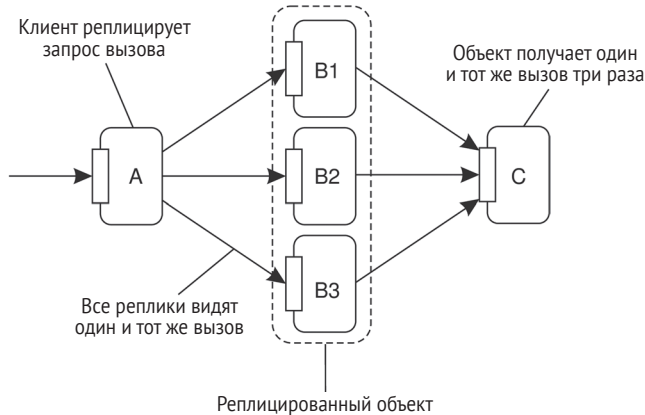 Клиент реплицирует
запрос вызова
Объект получает один
и тот же вызов три раза
A
B1
B2
B3
C
Все реплики видят
один и тот же вызов
Реплицированный объект